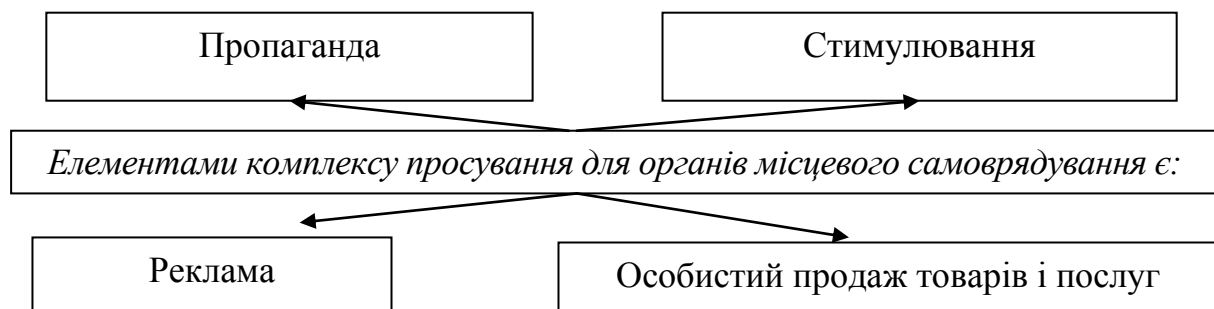 Пропаганда
Стимулювання
Елементами комплексу просування для органів місцевого самоврядування є:
Реклама
Особистий продаж товарів і послуг